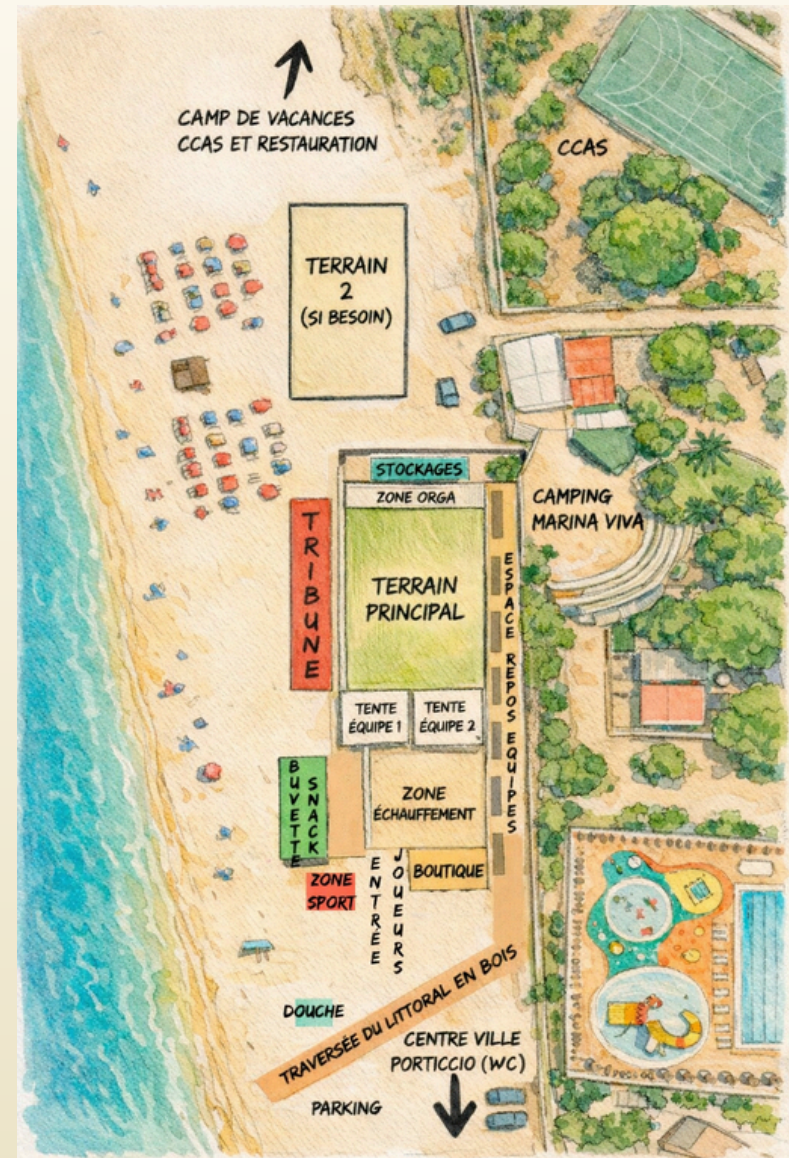 CAMP DE VACANCES
CCAS ET RESTAURATION
CCAS
TERRAIN
2
(SI BESOIN)
STOCKAGES
ZONE ORGA
CAMPING
MARINA VIVA
TRIBUNE
TERRAIN
PRINCIPAL
ESPACE REPOS EQUIPES
TENTE
ÉQUIPE 1
TENTE
ÉQUIPE 2
BUVETTE
SNACK
ZONE
ÉCHAUFFEMENT
BOUTIQUE
ZONE
SPORT
ENTRÉE
JOUEURS
TRAVERSÉE DU LITTORAL EN BOIS
DOUCHE
CENTRE VILLE
PORTICCIO (WC)
PARKING